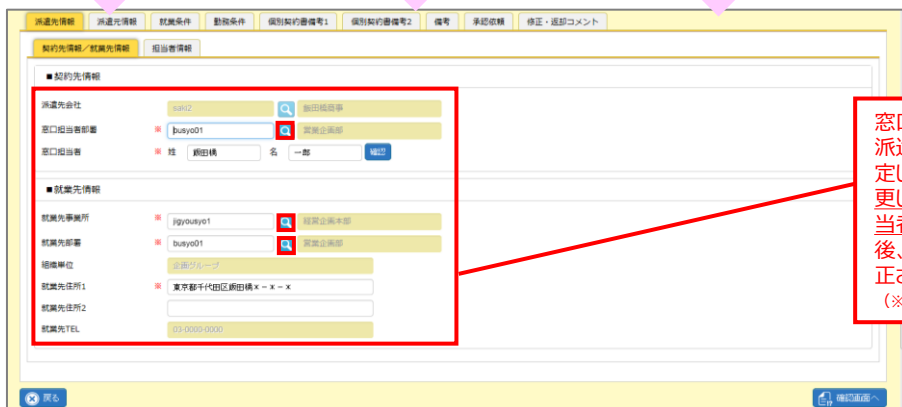 派遣先情報 派遣元情報 就業条件 勤務条件 個別契約書備考1 個別契約書備考2 備考 承認依頼 修正・返却コメント
契約先情報／就業先情報 担当者情報
■契約先情報
派遣先会社 saki2 飯田橋商事
窓口担当者部署 ※ busyo01 営業企画部
窓口担当者 ※ 姓 飯田橋 名 一郎 確認
■就業先情報
就業先事業所 ※ jigyousyo1 経営企画本部
就業先部署 ※ busyo01 営業企画部
組織単位 企画グループ
就業先住所1 ※ 東京都千代田区飯田橋x－x－x
就業先住所2
就業先TEL 03-0000-0000
窓口
派遣
定し
更し
当者
後、
正さ
（※
戻る 確認画面へ